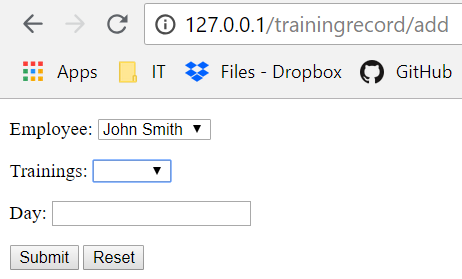 127.0.0.1/trainingrecord/add
Apps IT Files - Dropbox GitHub
Employee: John Smith
Trainings:
Day:
Submit Reset